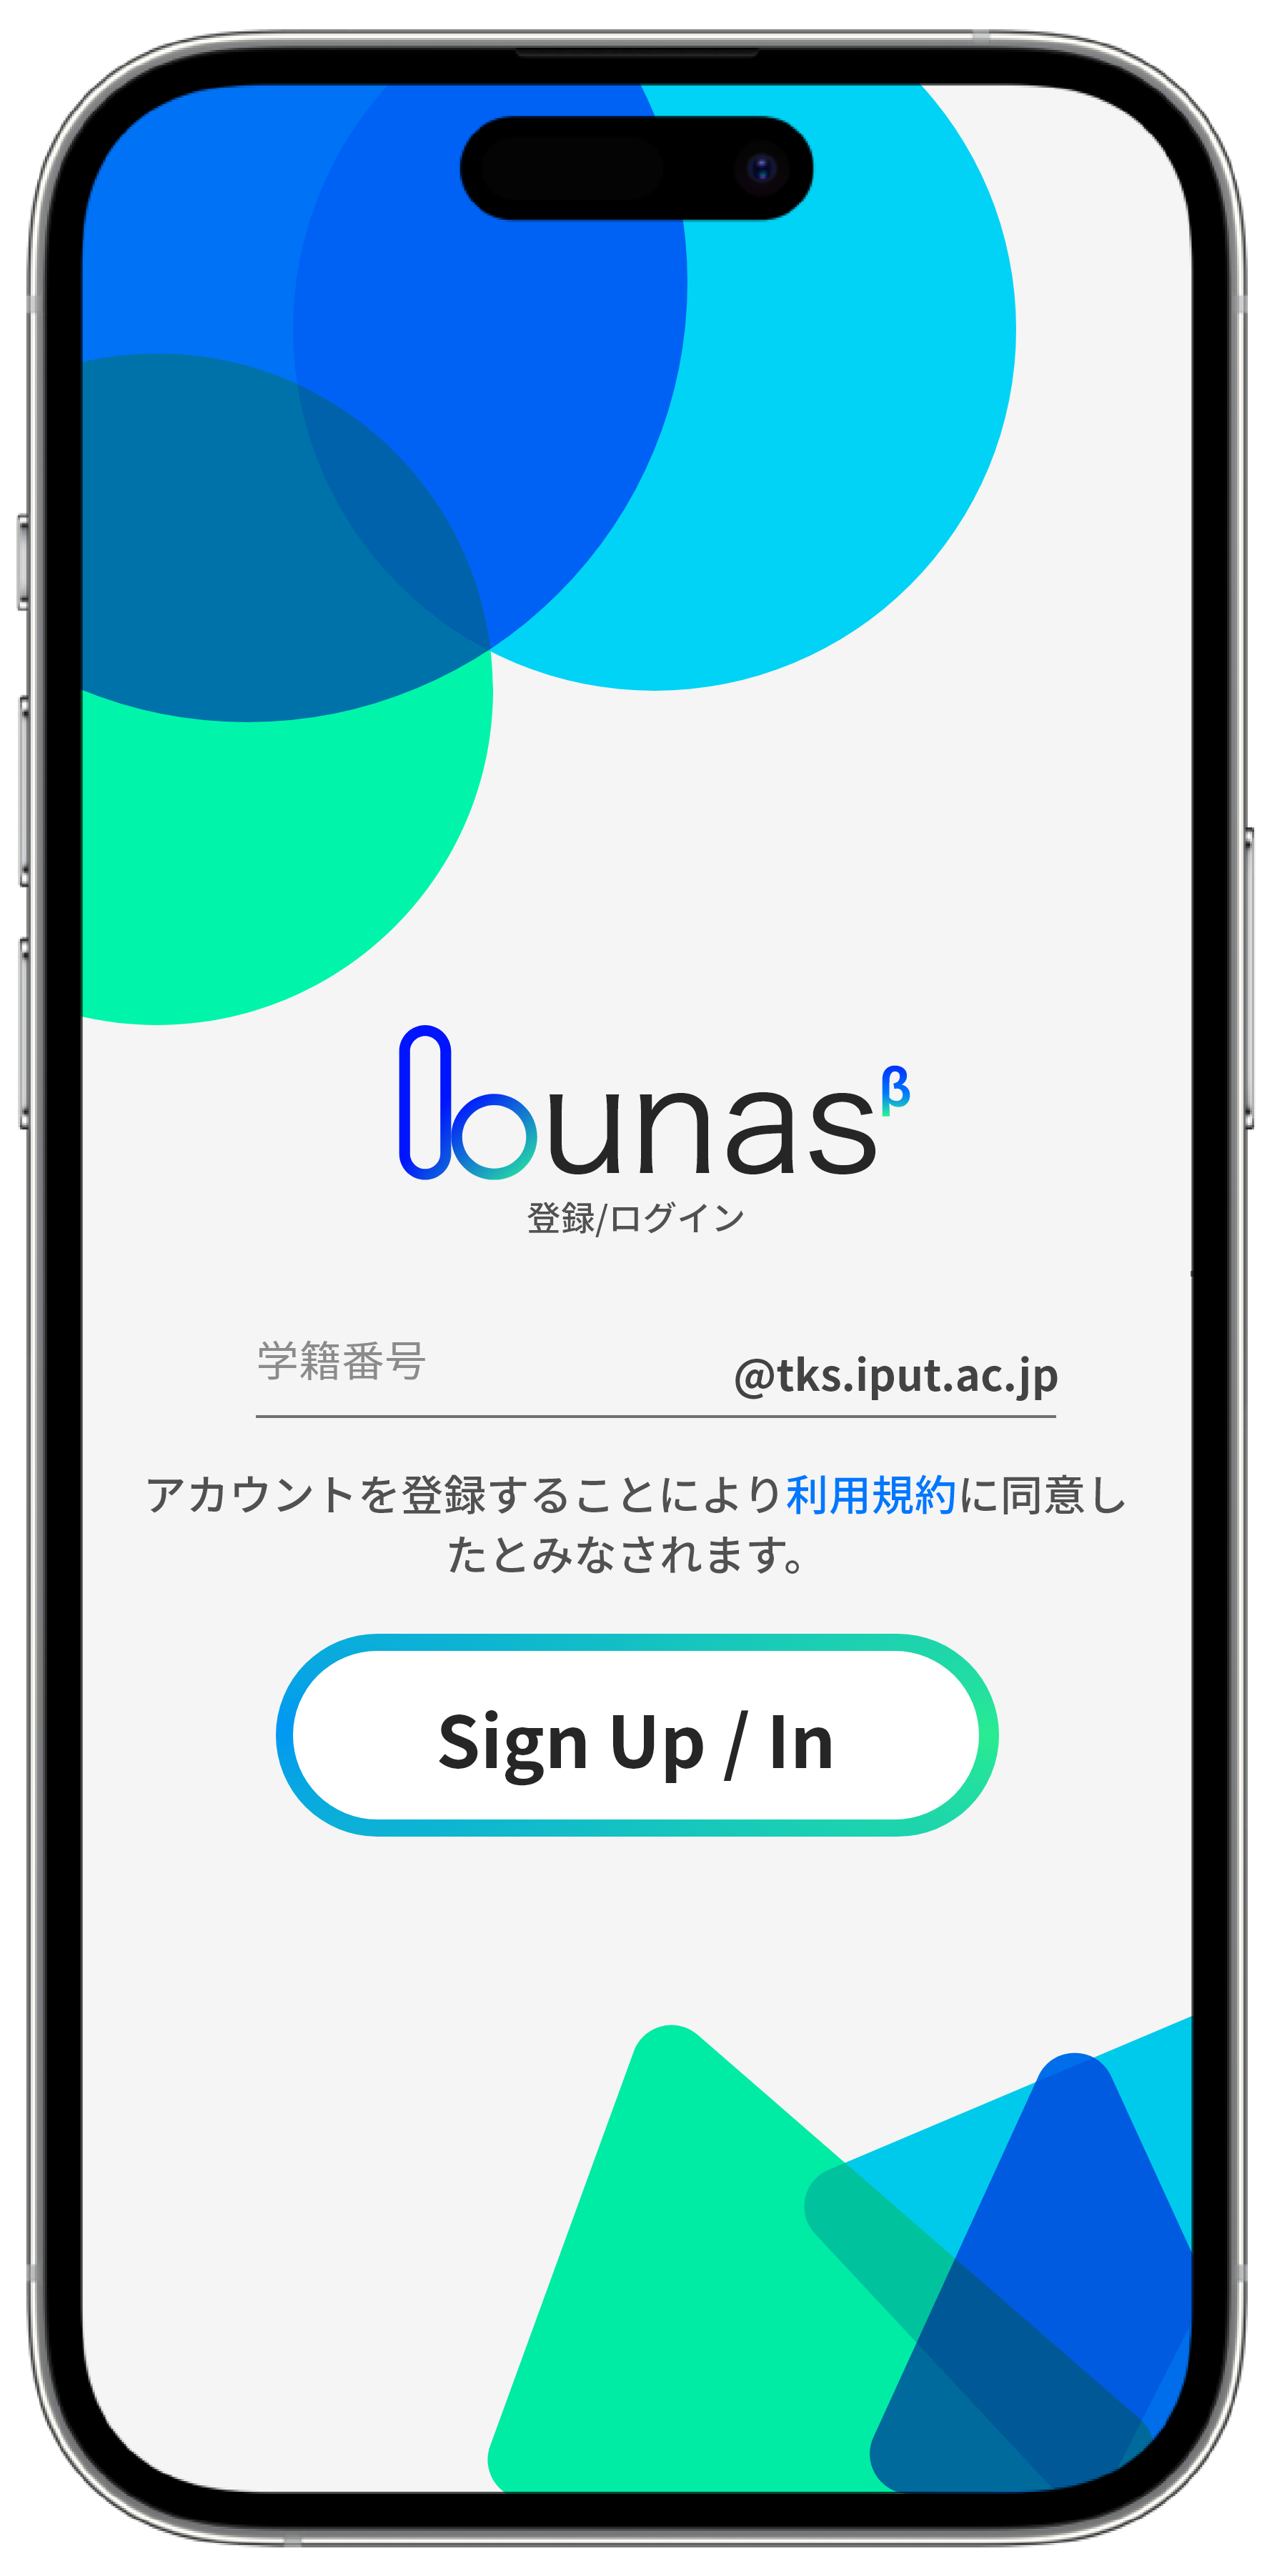 lounasβ
登録/ログイン
学籍番号
@tks.iput.ac.jp
アカウントを登録することにより利用規約に同意し
たとみなされます。
Sign Up / In